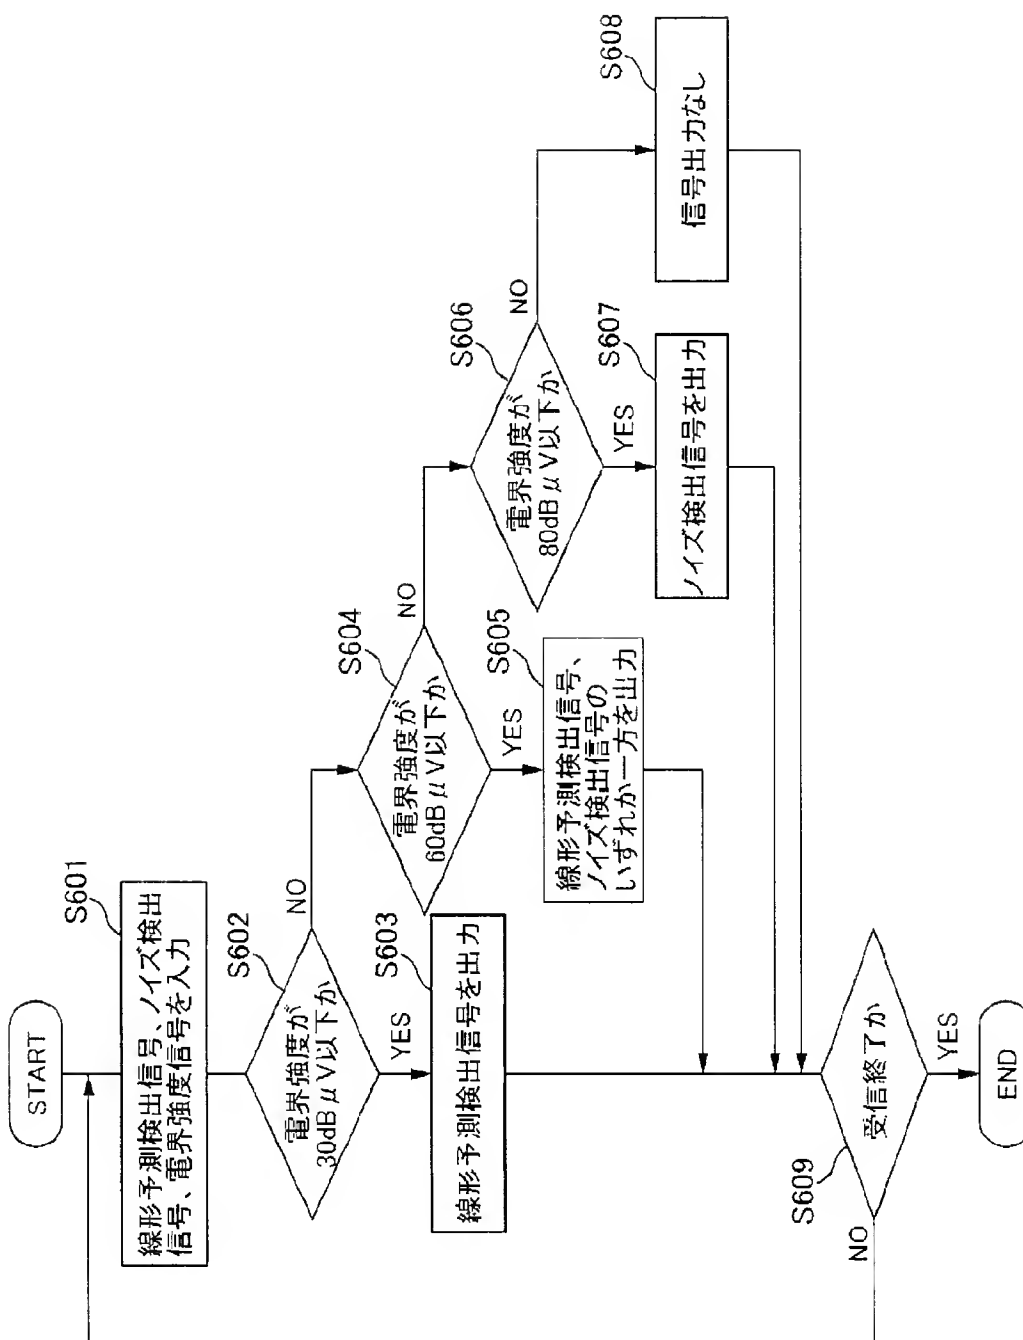 START
S601
線形予測検出信号、ノイズ検出
信号、電界強度信号を入力
S602
電界強度が
30dBμV以下か
NO
YES
S603
線形予測検出信号を出力
S604
電界強度が
60dBμV以下か
NO
YES
S605
線形予測検出信号、
ノイズ検出信号の
いずれか一方を出力
S606
電界強度が
80dBμV以下か
NO
YES
S607
ノイズ検出信号を出力
S608
信号出力なし
S609
受信終了か
NO
YES
END